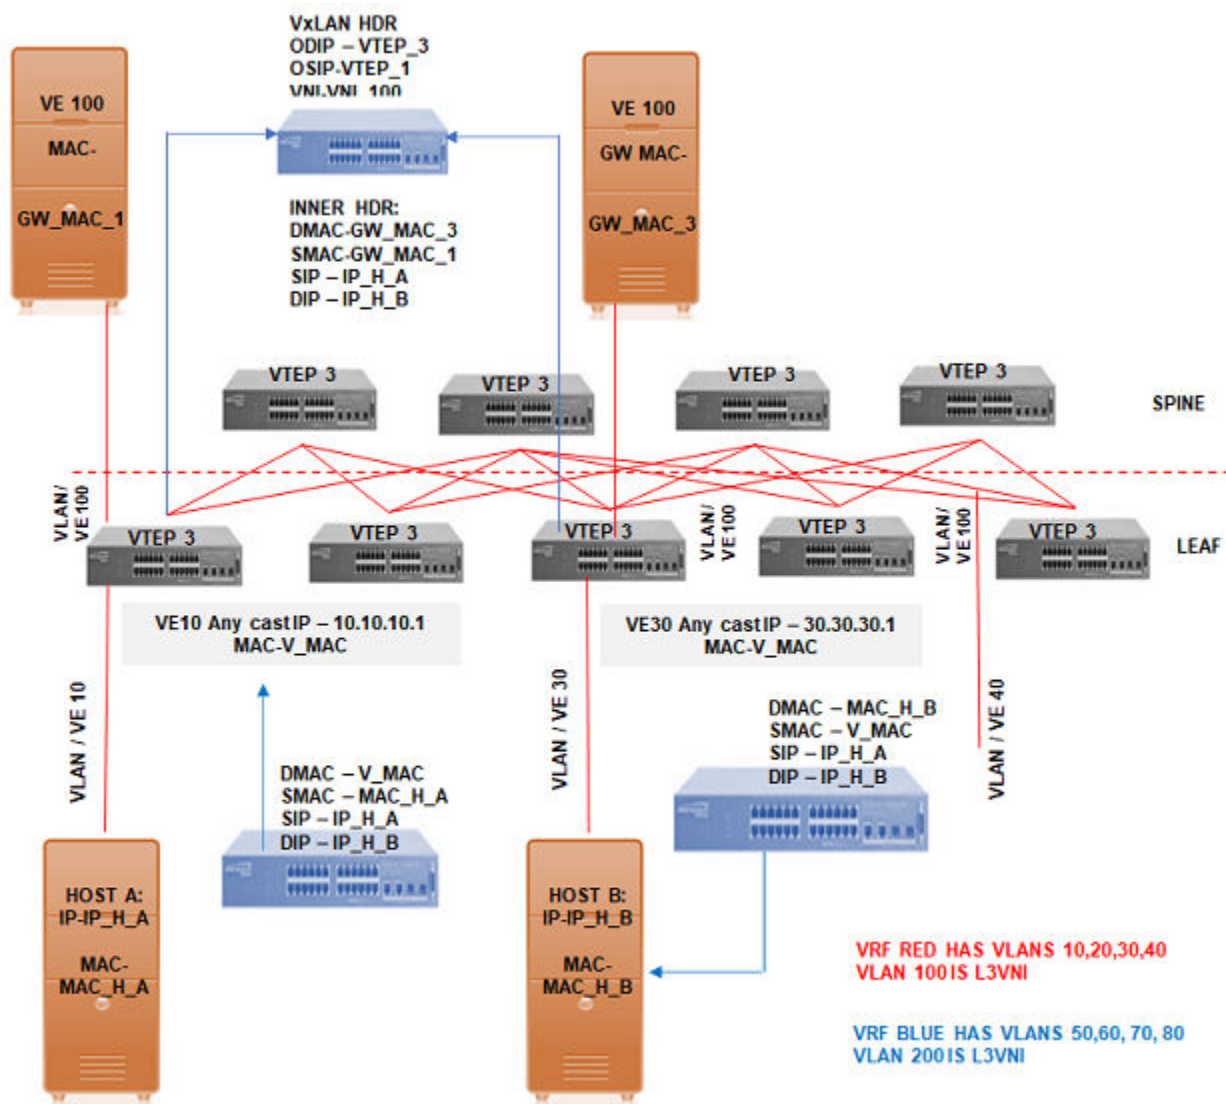 VxLAN HDR
ODIP – VTEP_3
OSIP-VTEP_1
VNI-VNI_100
VE 100
MAC-
GW_MAC_1
VE 100
GW MAC-
GW_MAC_3
INNER HDR:
DMAC-GW_MAC_3
SMAC-GW_MAC_1
SIP – IP_H_A
DIP – IP_H_B
VTEP 3
VTEP 3
VTEP 3
VTEP 3
SPINE
VLAN/
VE 100
VTEP 3
VTEP 3
VTEP 3
VLAN/
VE100
VTEP 3
VLAN/
VE100
VTEP 3
LEAF
VE10 Any cast IP – 10.10.10.1
MAC-V_MAC
VE30 Any cast IP – 30.30.30.1
MAC-V_MAC
VLAN / VE 10
VLAN / VE 30
VLAN / VE 40
DMAC – V_MAC
SMAC – MAC_H_A
SIP – IP_H_A
DIP – IP_H_B
DMAC – MAC_H_B
SMAC – V_MAC
SIP – IP_H_A
DIP – IP_H_B
HOST A:
IP-IP_H_A
MAC-
MAC_H_A
HOST B:
IP-IP_H_B
MAC-
MAC_H_B
VRF RED HAS VLANS 10,20,30,40
VLAN 100 IS L3VNI
VRF BLUE HAS VLANS 50,60, 70, 80
VLAN 200 IS L3VNI